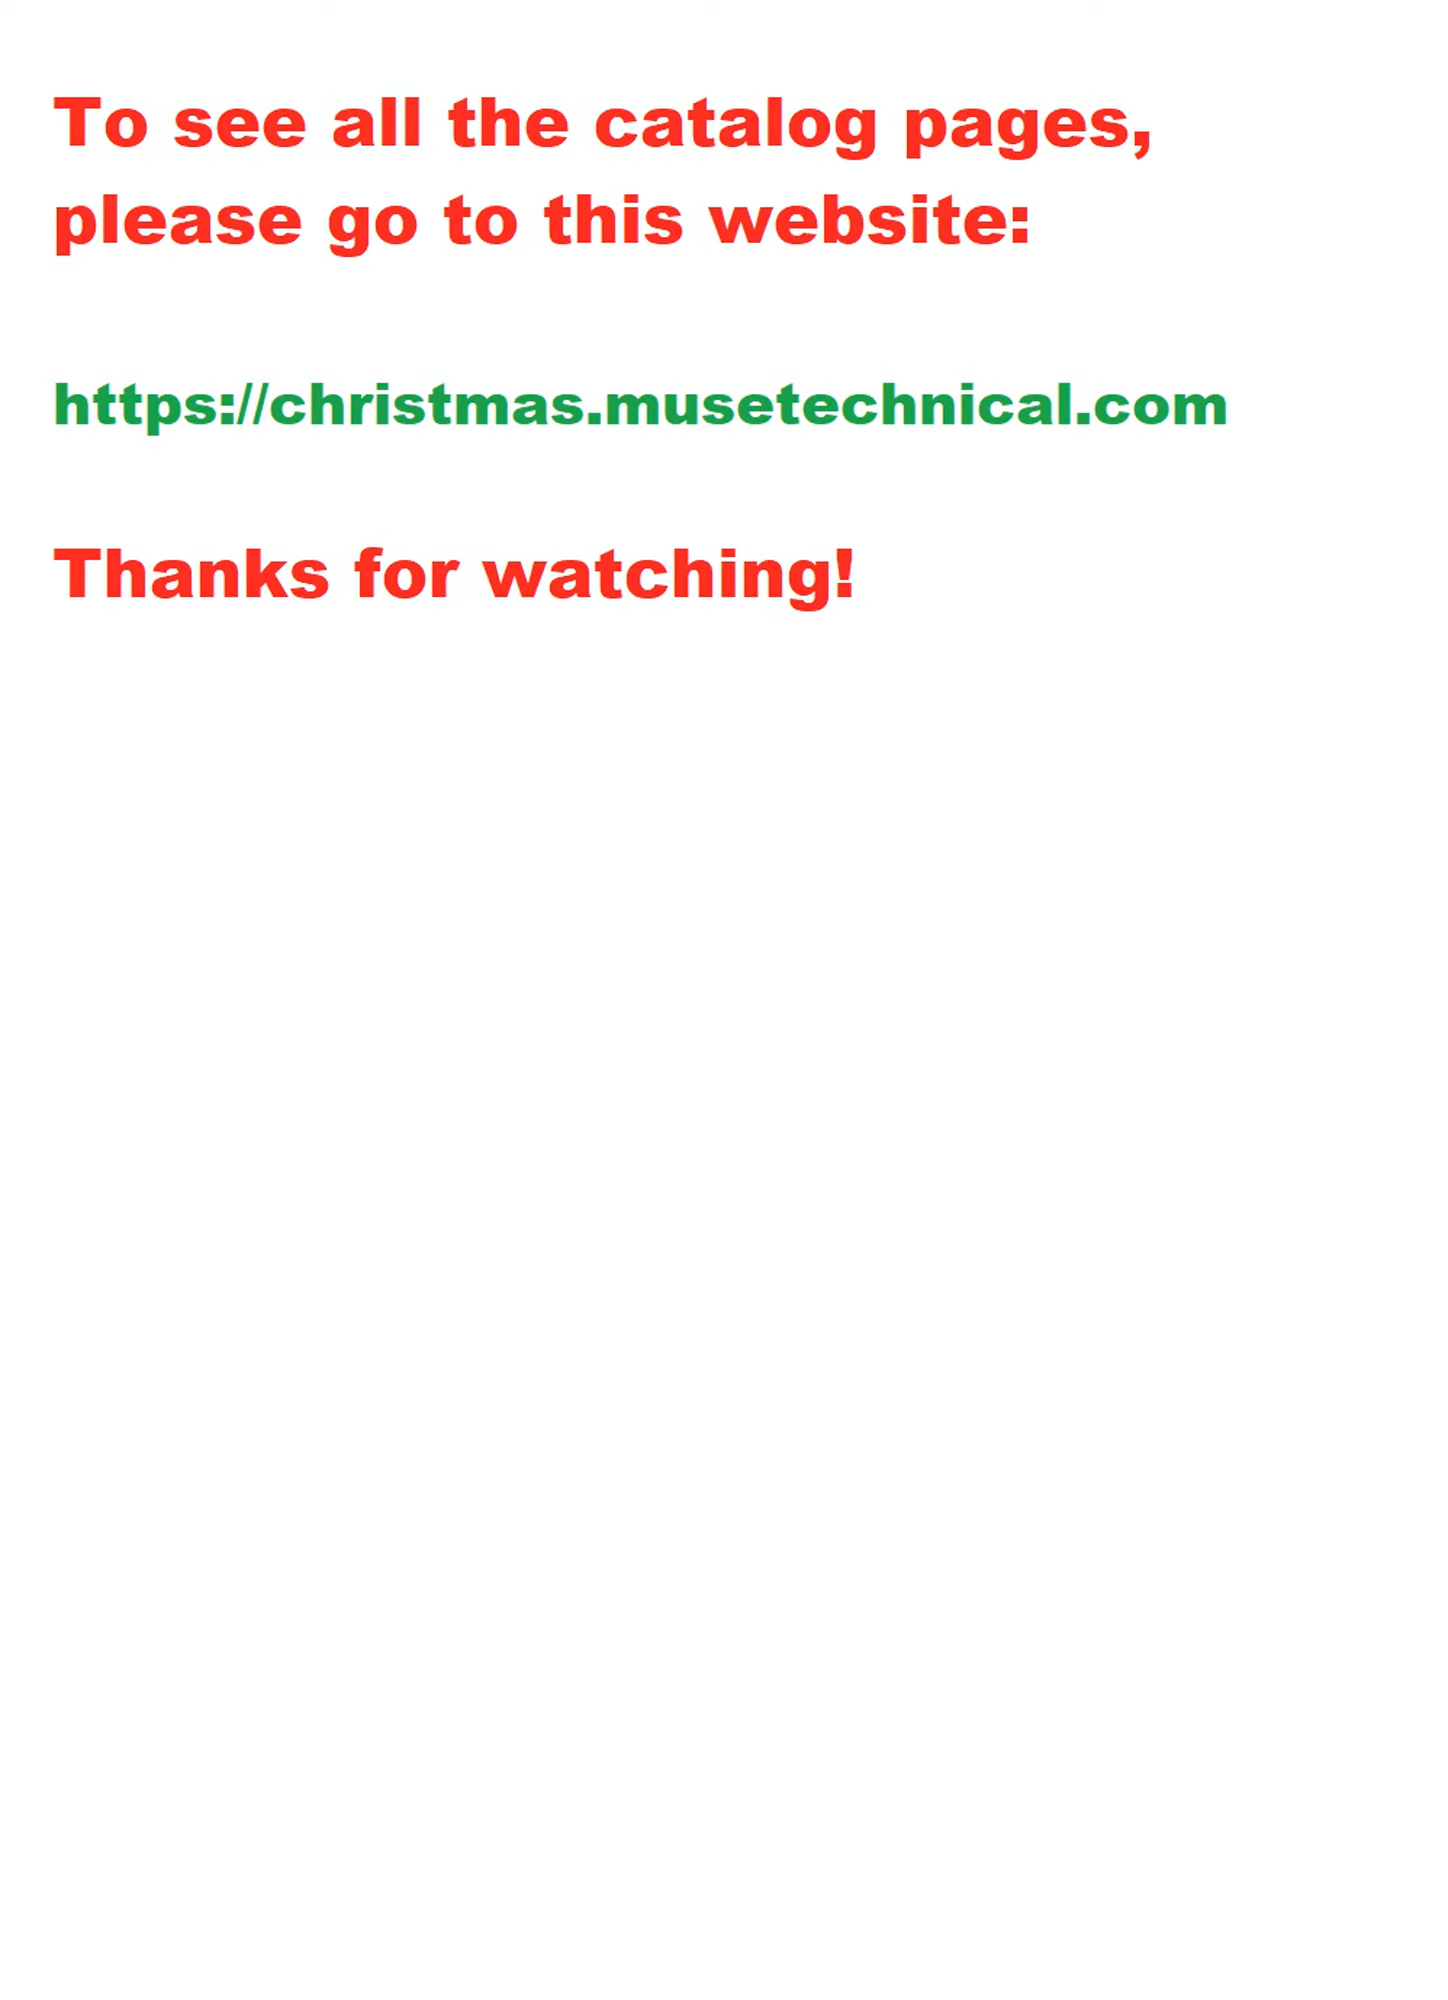 To see all the catalog pages,
please go to this website:
https://christmas.musetechnical.com
Thanks for watching!